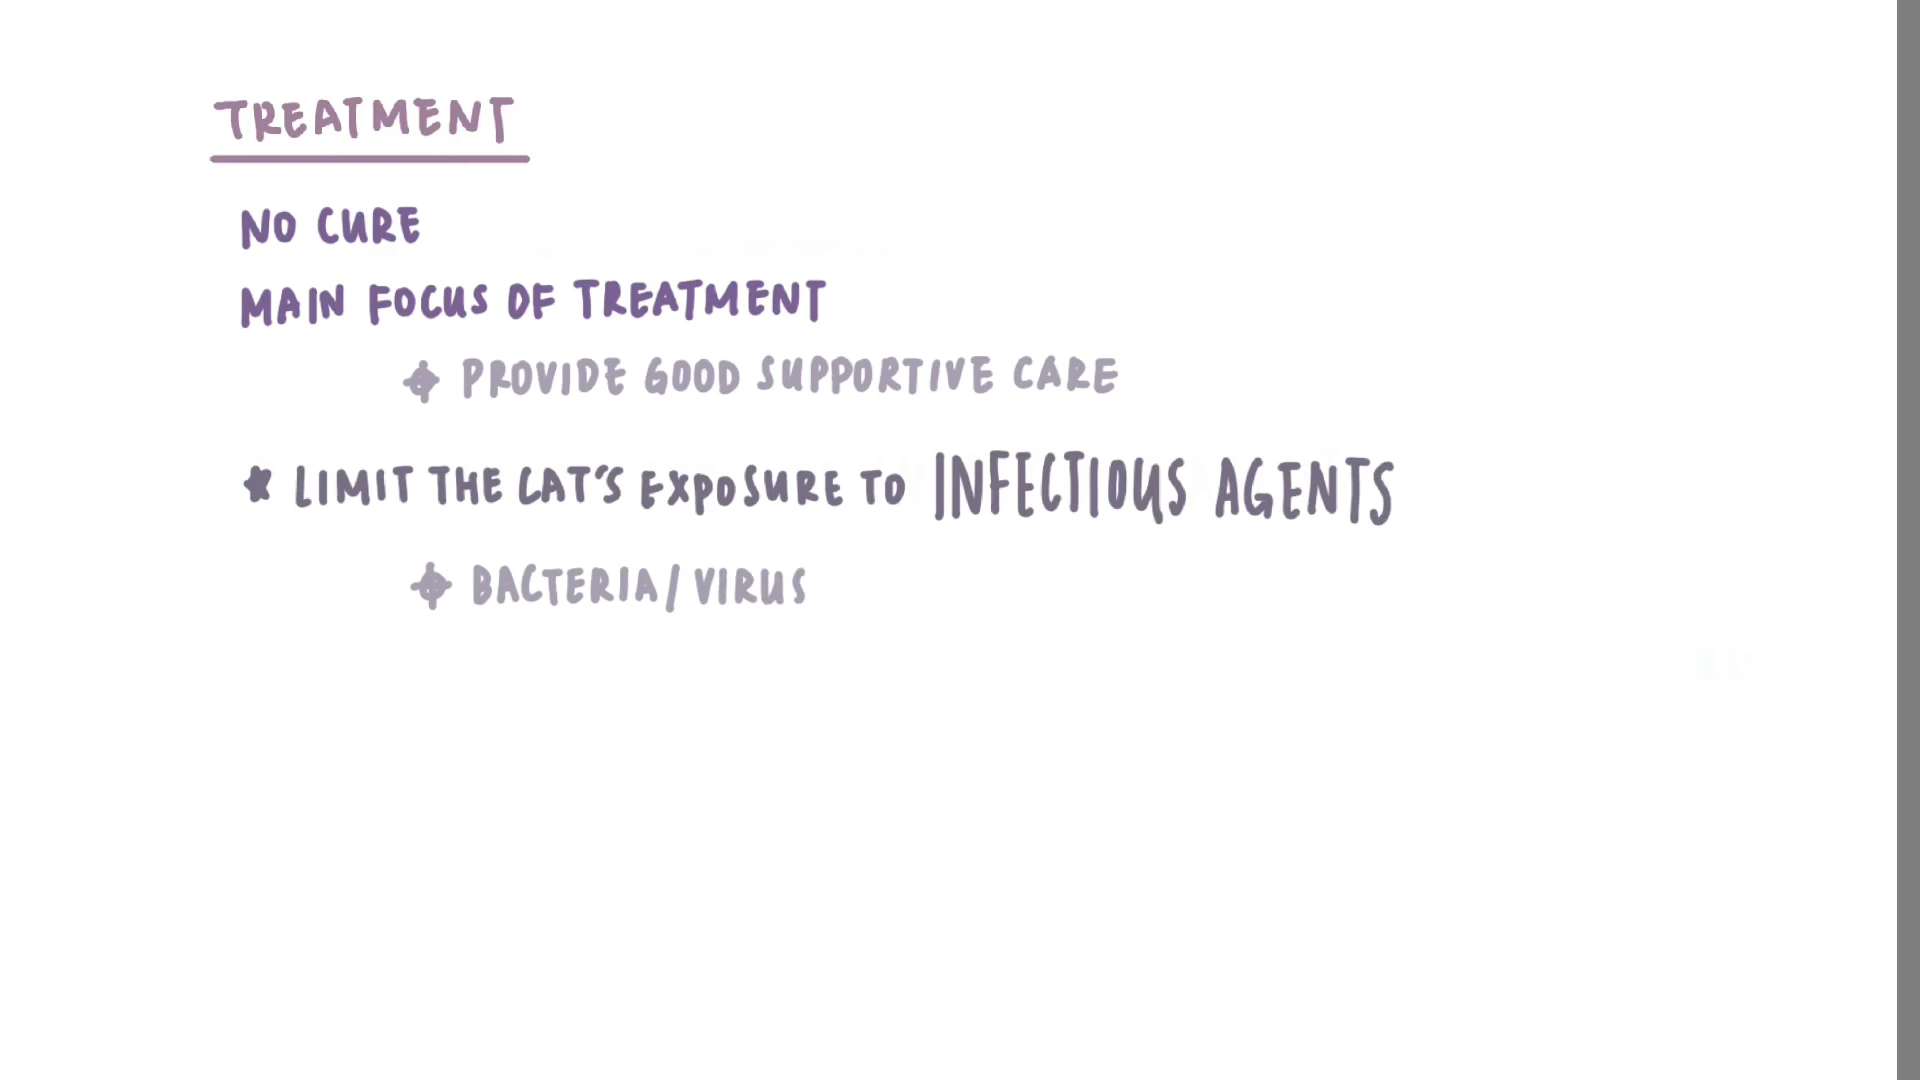 TREATMENT
NO CURE
MAIN FOCUS OF TREATMENT
PROVIDE GOOD SUPPORTIVE CARE
* LIMIT THE CAT'S EXPOSURE TO INFECTIOUS AGENTS
BACTERIA/VIRUS